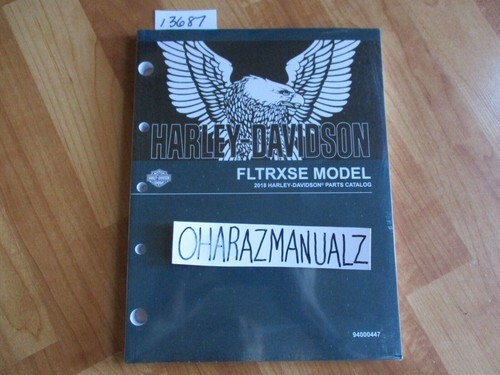 13687
HARLEY-DAVIDSON
FLTRXSE MODEL
2018 HARLEY-DAVIDSON® PARTS CATALOG
OHARAZMANUALZ
94000447